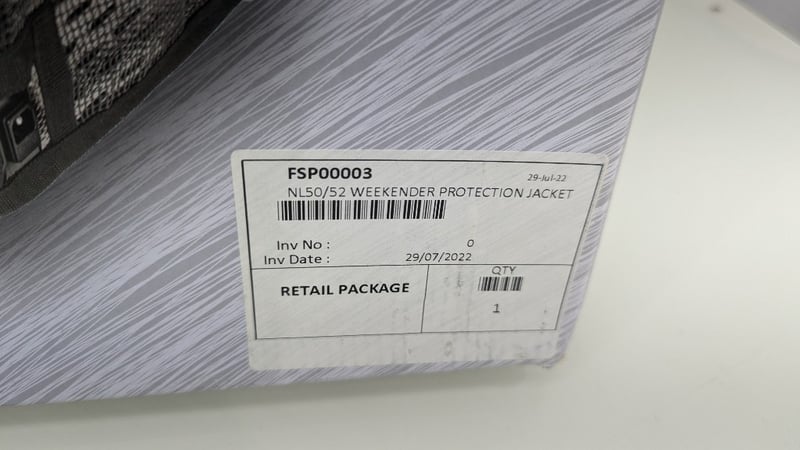 FSP00003
29-Jul-22
NL50/52 WEEKENDER PROTECTION JACKET
Inv No : 0
Inv Date : 29/07/2022
RETAIL PACKAGE
QTY
1